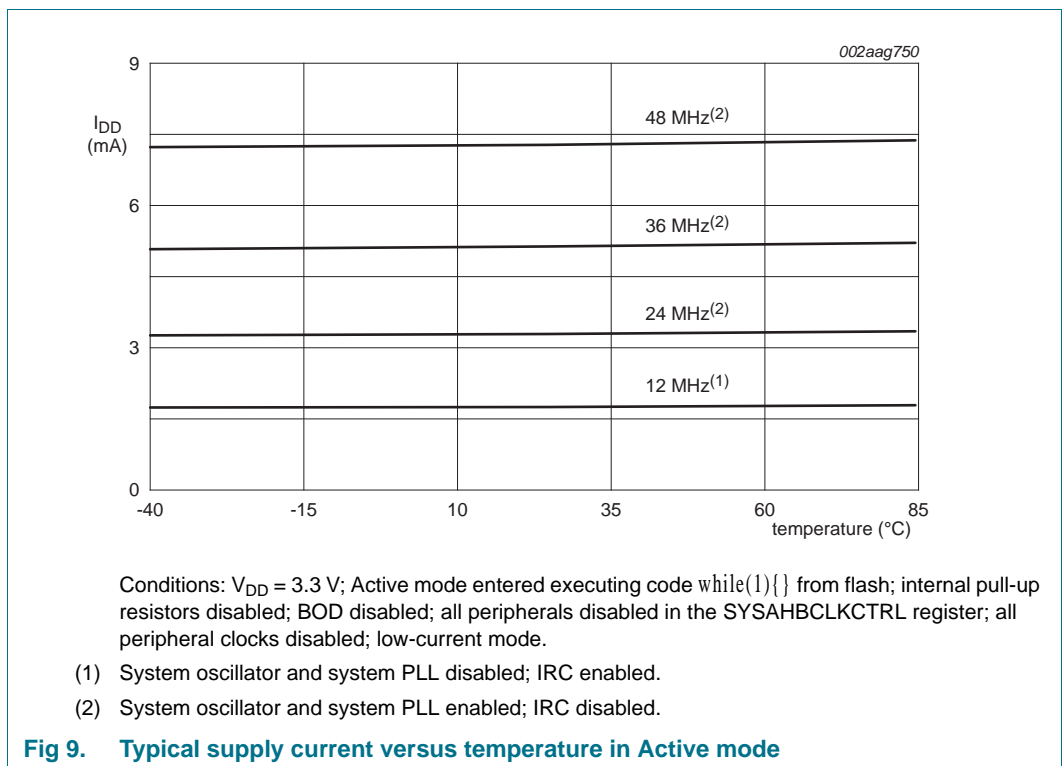 002aag750
9
I_DD
(mA)
48 MHz(2)
6
36 MHz(2)
24 MHz(2)
3
12 MHz(1)
0
-40 -15 10 35 60 85
temperature (°C)
Conditions: V_DD = 3.3 V; Active mode entered executing code while(1){} from flash; internal pull-up
resistors disabled; BOD disabled; all peripherals disabled in the SYSAHBCLKCTRL register; all
peripheral clocks disabled; low-current mode.
(1) System oscillator and system PLL disabled; IRC enabled.
(2) System oscillator and system PLL enabled; IRC disabled.
Fig 9. Typical supply current versus temperature in Active mode